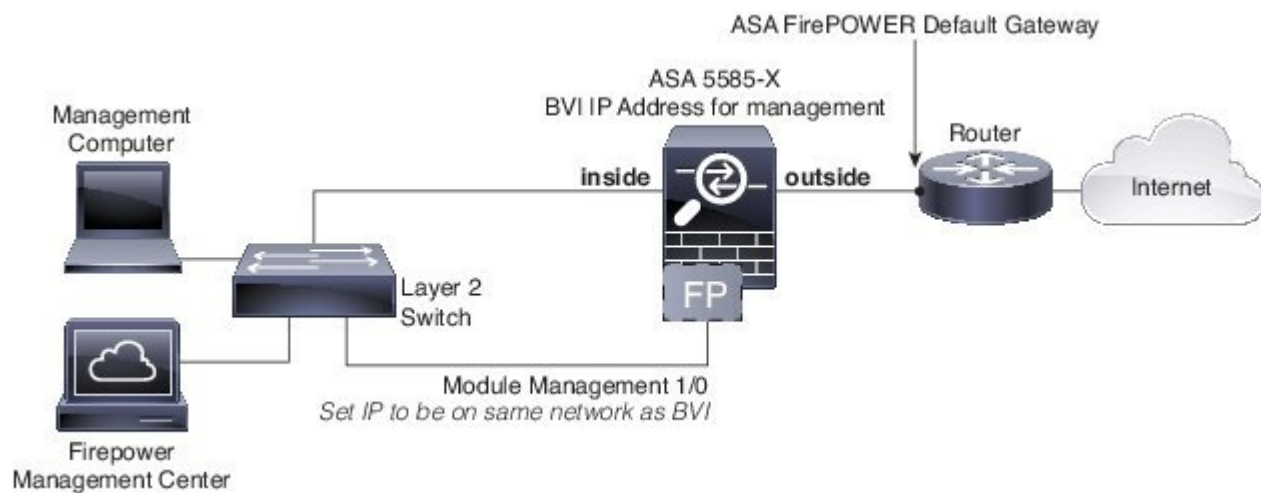 ASA FirePOWER Default Gateway
ASA 5585-X
BVI IP Address for management
Management
Computer
Router
inside
outside
Internet
Layer 2
Switch
FP
Module Management 1/0
Set IP to be on same network as BVI
Firepower
Management Center